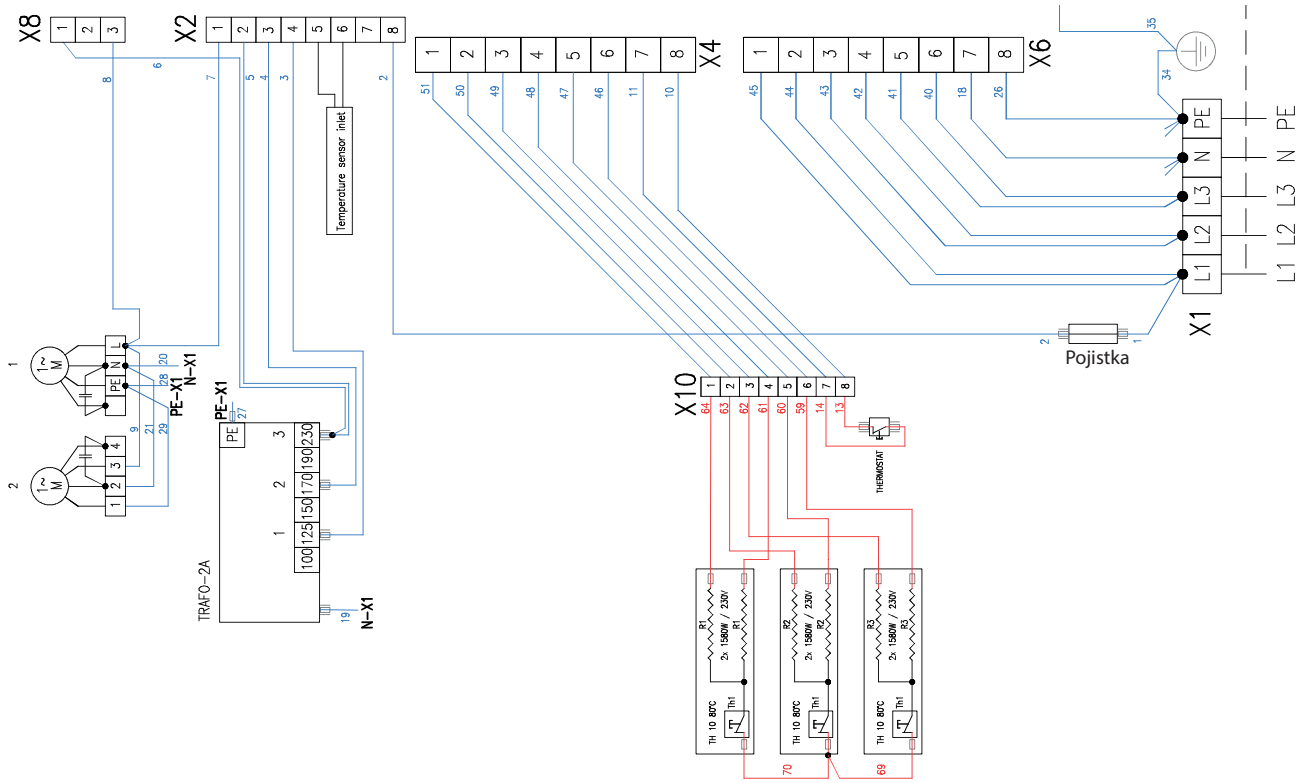 X8
1
2
3
X2
1
2
3
4
5
6
7
8
1
2
3
4
5
6
7
8
X4
1
2
3
4
5
6
7
8
X6
35
34
8
6
7
5
4
3
2
51
50
49
48
47
46
11
10
45
44
43
42
41
40
18
26
Temperature sensor inlet
PE
N
L3
L2
L1
X1
PE
N
L3
L2
L1
2
1
Pojistka
1
1~
M
L
N
PE
20
28
N-X1
PE-X1
9
21
29
2
1~
M
4
3
2
1
PE-X1
27
PE
3
2
1
230
190
170
150
125
100
TRAFO-2A
19
N-X1
X10
1
2
3
4
5
6
7
8
64
63
62
61
60
59
14
13
THERMOSTAT
R1
2x 1580W / 230V
R1
TH 10 80°C
Th1
R2
2x 1580W / 230V
R2
TH 10 80°C
Th1
R3
2x 1580W / 230V
R3
TH 10 80°C
Th1
70
69